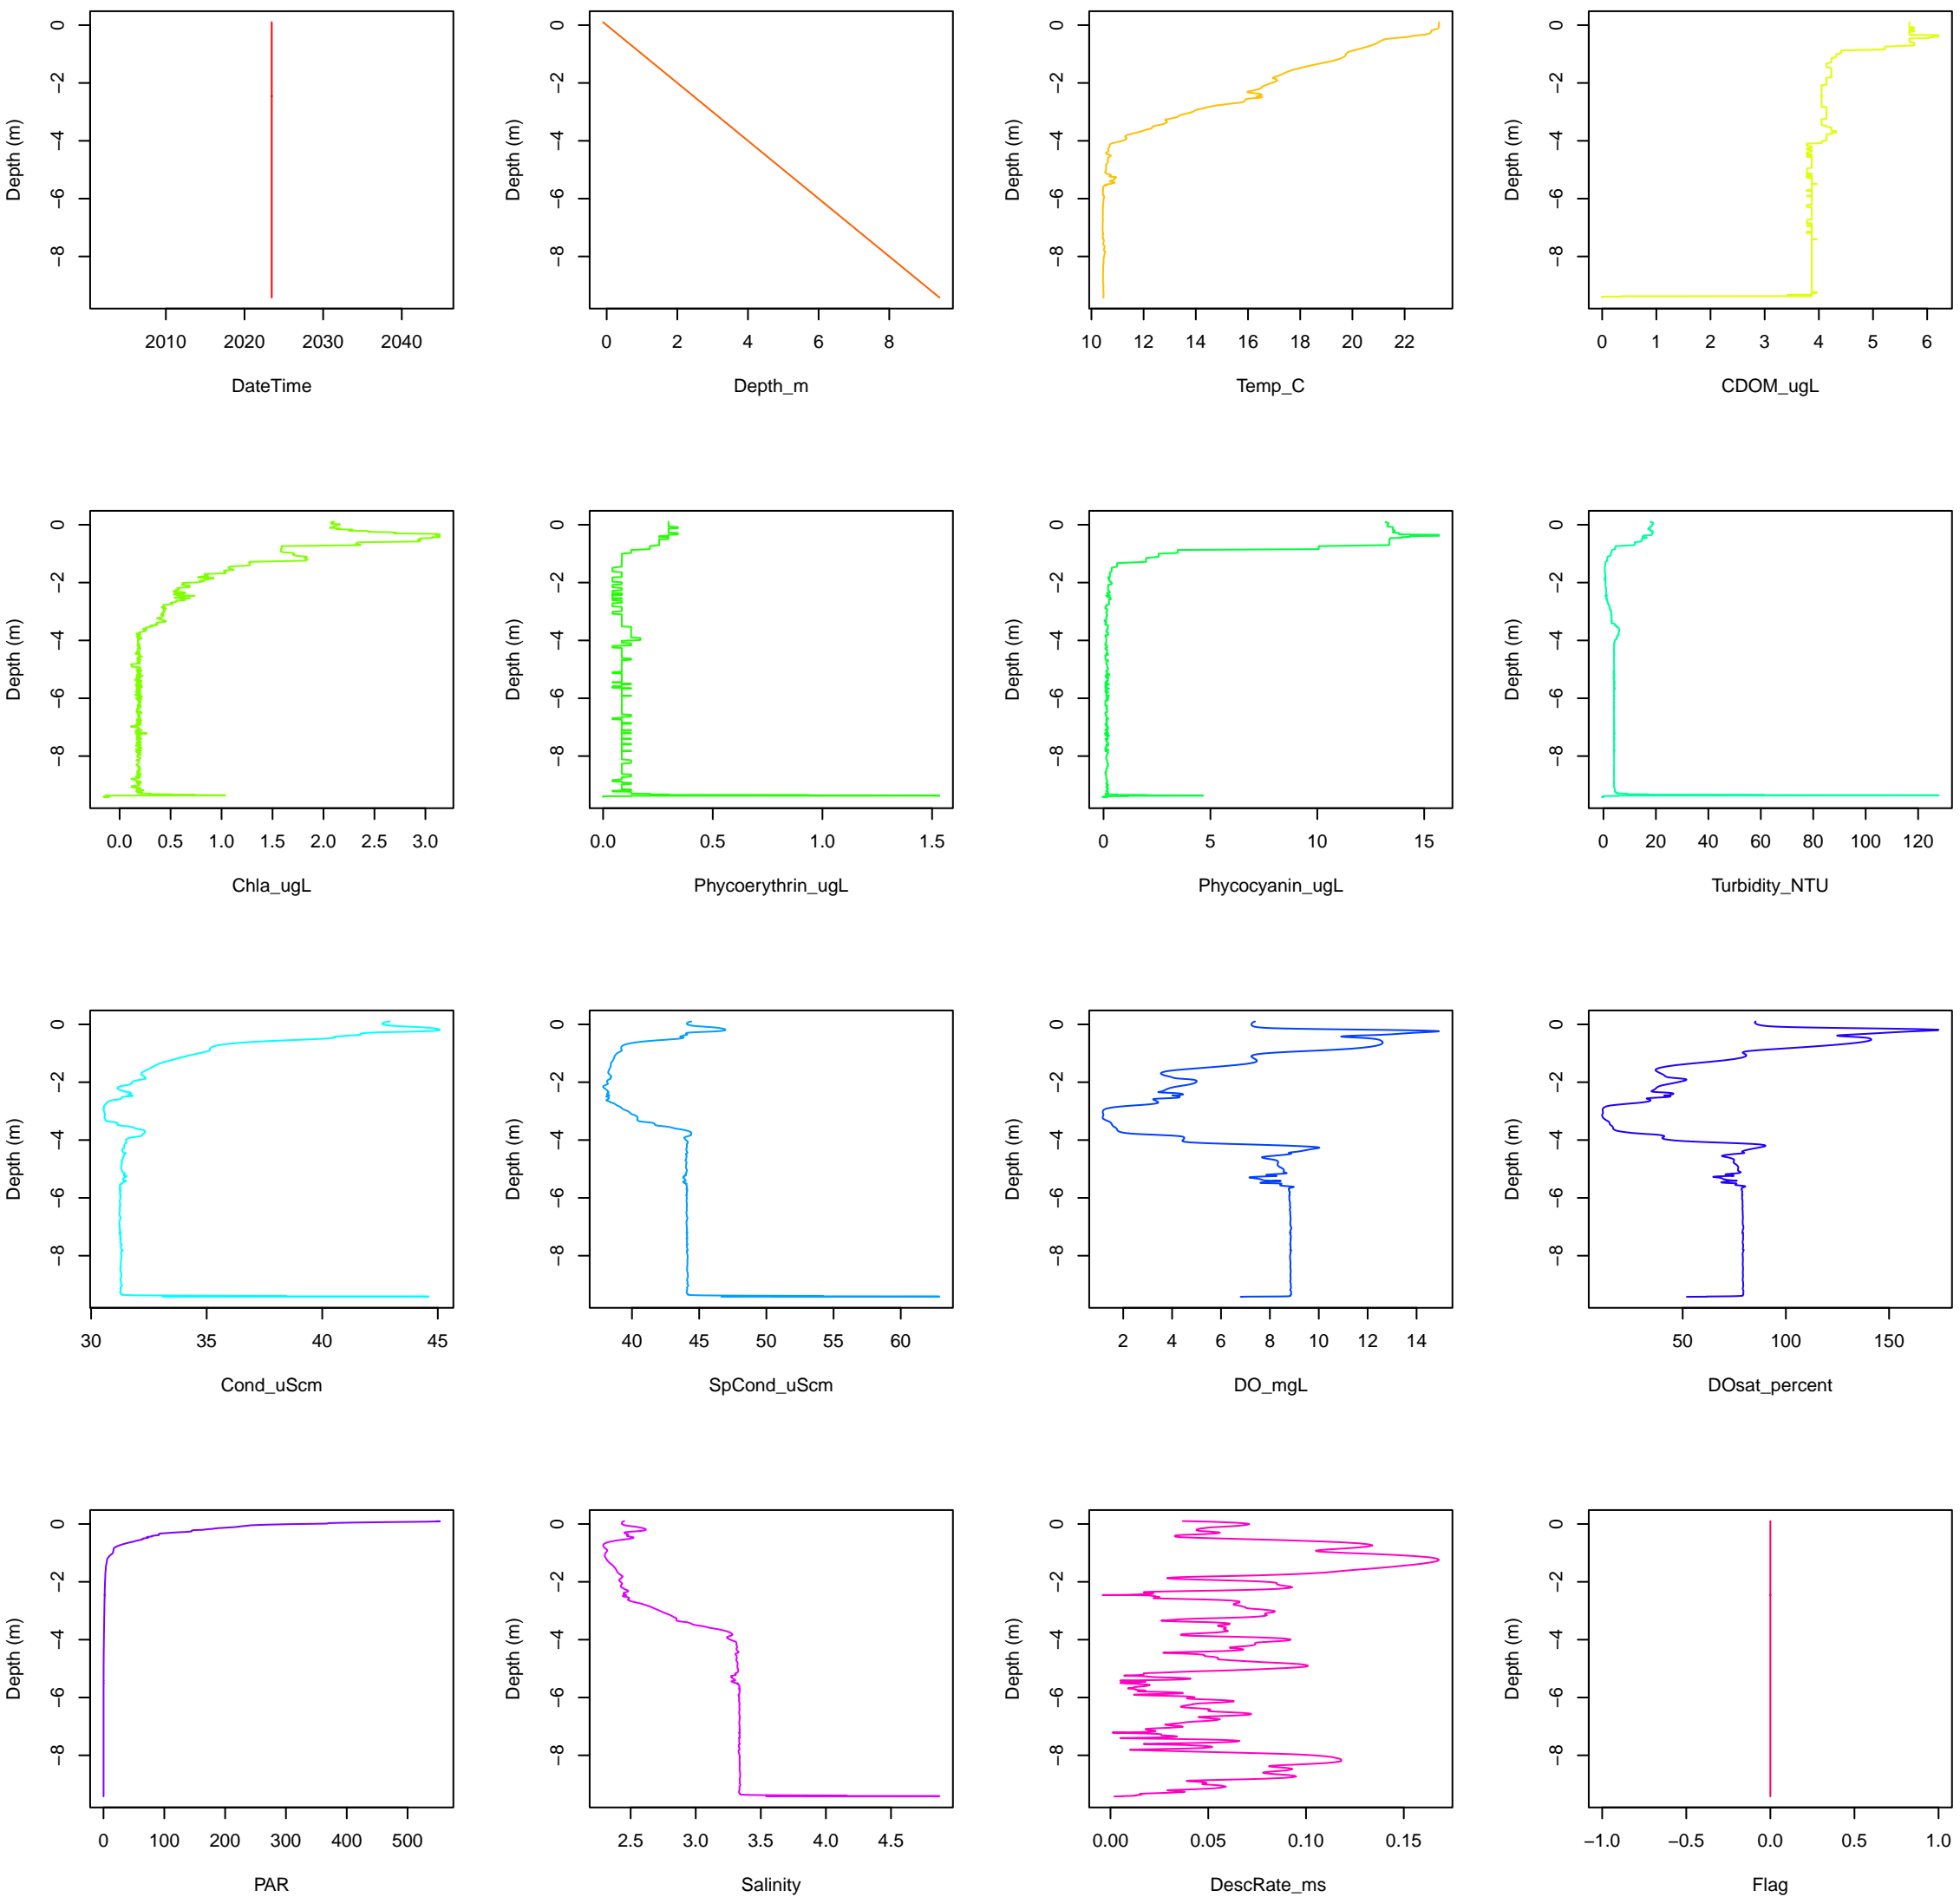 Depth (m)
0
−2
−4
−6
−8
2010 2020 2030 2040
DateTime
Depth (m)
0
−2
−4
−6
−8
0 2 4 6 8
Depth_m
Depth (m)
0
−2
−4
−6
−8
10 12 14 16 18 20 22
Temp_C
Depth (m)
0
−2
−4
−6
−8
0 1 2 3 4 5 6
CDOM_ugL
Depth (m)
0
−2
−4
−6
−8
0.0 0.5 1.0 1.5 2.0 2.5 3.0
Chla_ugL
Depth (m)
0
−2
−4
−6
−8
0.0 0.5 1.0 1.5
Phycoerythrin_ugL
Depth (m)
0
−2
−4
−6
−8
0 5 10 15
Phycocyanin_ugL
Depth (m)
0
−2
−4
−6
−8
0 20 40 60 80 100 120
Turbidity_NTU
Depth (m)
0
−2
−4
−6
−8
30 35 40 45
Cond_uScm
Depth (m)
0
−2
−4
−6
−8
40 45 50 55 60
SpCond_uScm
Depth (m)
0
−2
−4
−6
−8
2 4 6 8 10 12 14
DO_mgL
Depth (m)
0
−2
−4
−6
−8
50 100 150
DOsat_percent
Depth (m)
0
−2
−4
−6
−8
0 100 200 300 400 500
PAR
Depth (m)
0
−2
−4
−6
−8
2.5 3.0 3.5 4.0 4.5
Salinity
Depth (m)
0
−2
−4
−6
−8
0.00 0.05 0.10 0.15
DescRate_ms
Depth (m)
0
−2
−4
−6
−8
−1.0 −0.5 0.0 0.5 1.0
Flag